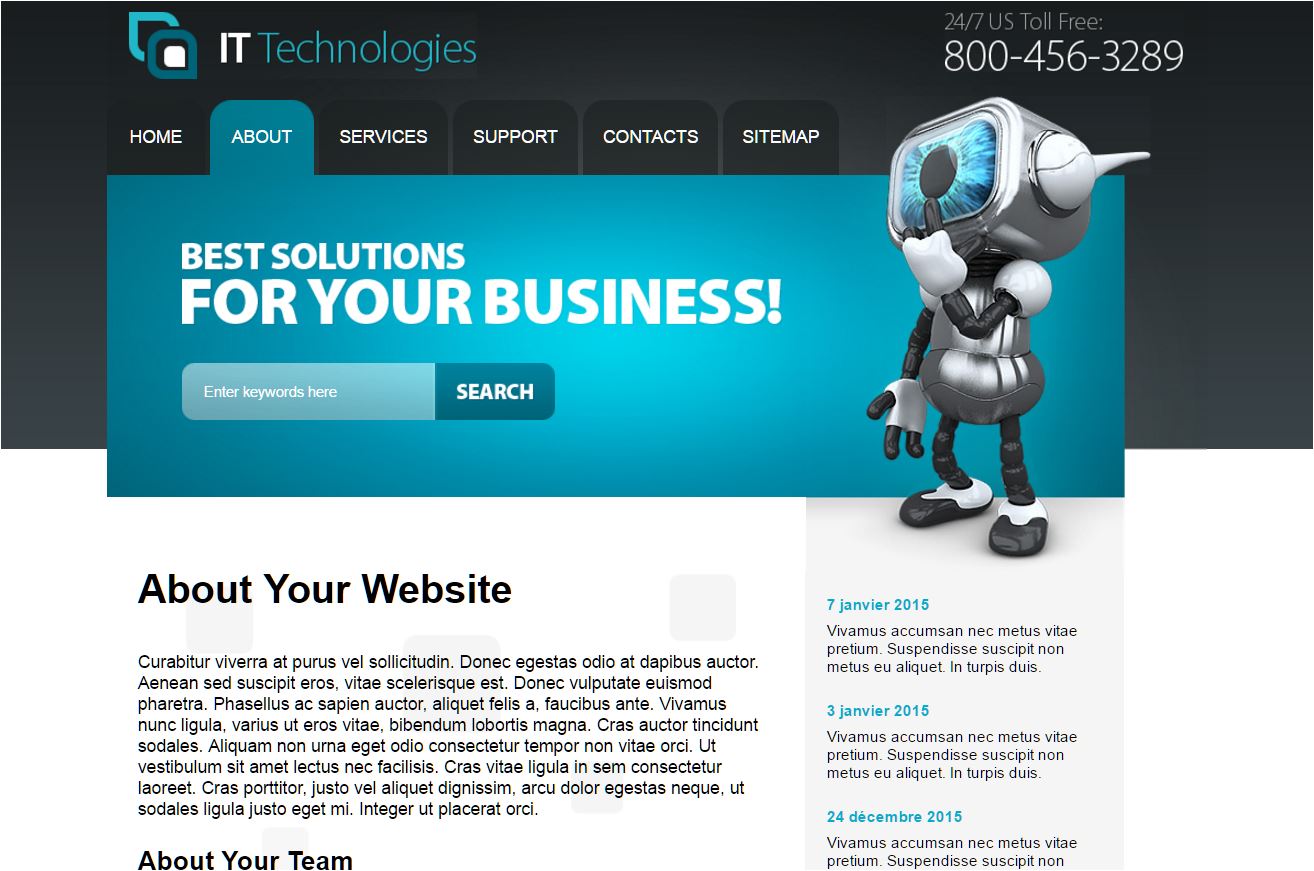 IT Technologies
24/7 US Toll Free:
800-456-3289
HOME
ABOUT
SERVICES
SUPPORT
CONTACTS
SITEMAP
BEST SOLUTIONS
FOR YOUR BUSINESS!
Enter keywords here
SEARCH
About Your Website
Curabitur viverra at purus vel sollicitudin. Donec egestas odio at dapibus auctor.
Aenean sed suscipit eros, vitae scelerisque est. Donec vulputate euismod
pharetra. Phasellus ac sapien auctor, aliquet felis a, faucibus ante. Vivamus
nunc ligula, varius ut eros vitae, bibendum lobortis magna. Cras auctor tincidunt
sodales. Aliquam non urna eget odio consectetur tempor non vitae orci. Ut
vestibulum sit amet lectus nec facilisis. Cras vitae ligula in sem consectetur
laoreet. Cras porttitor, justo vel aliquet dignissim, arcu dolor egestas neque, ut
sodales ligula justo eget mi. Integer ut placerat orci.
About Your Team
7 janvier 2015
Vivamus accumsan nec metus vitae
pretium. Suspendisse suscipit non
metus eu aliquet. In turpis duis.
3 janvier 2015
Vivamus accumsan nec metus vitae
pretium. Suspendisse suscipit non
metus eu aliquet. In turpis duis.
24 décembre 2015
Vivamus accumsan nec metus vitae
pretium. Suspendisse suscipit non